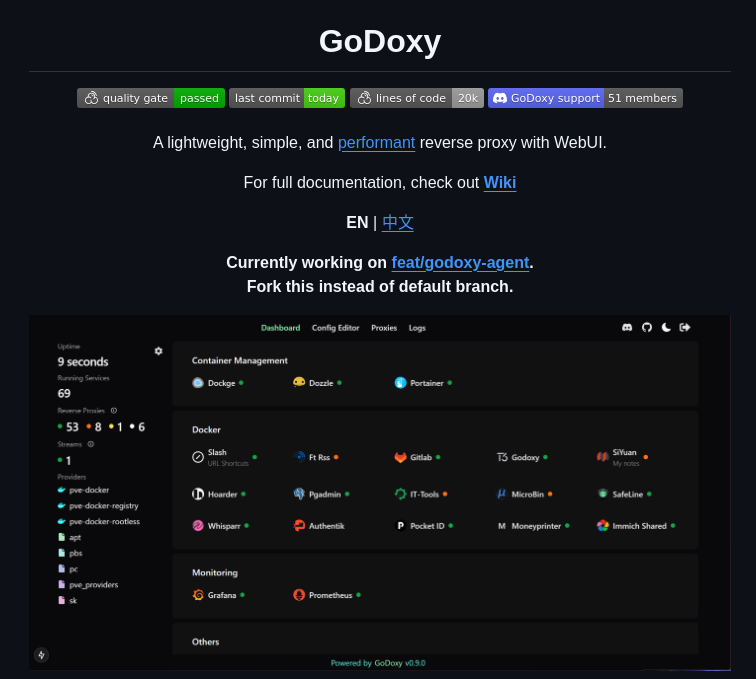 GoDoxy
quality gate passed last commit today lines of code 20k GoDoxy support 51 members
A lightweight, simple, and performant reverse proxy with WebUI.
For full documentation, check out Wiki
EN | 中文
Currently working on feat/godoxy-agent.
Fork this instead of default branch.
Dashboard Config Editor Proxies Logs
Uptime
9 seconds
Running Services
69
Reverse Proxies
53 8 1 6
Streams
1
Providers
pve-docker
pve-docker-registry
pve-docker-rootless
apt
pbs
pc
pve_providers
sk
Container Management
Dockge Dozzle Portainer
Docker
Slash Ft Rss Gitlab Godoxy SiYuan
URL Shortcuts My notes
Hoarder Pgadmin IT-Tools MicroBin SafeLine
Whisparr Authentik Pocket ID Moneyprinter Immich Shared
Monitoring
Grafana Prometheus
Others
Powered by GoDoxy v0.9.0